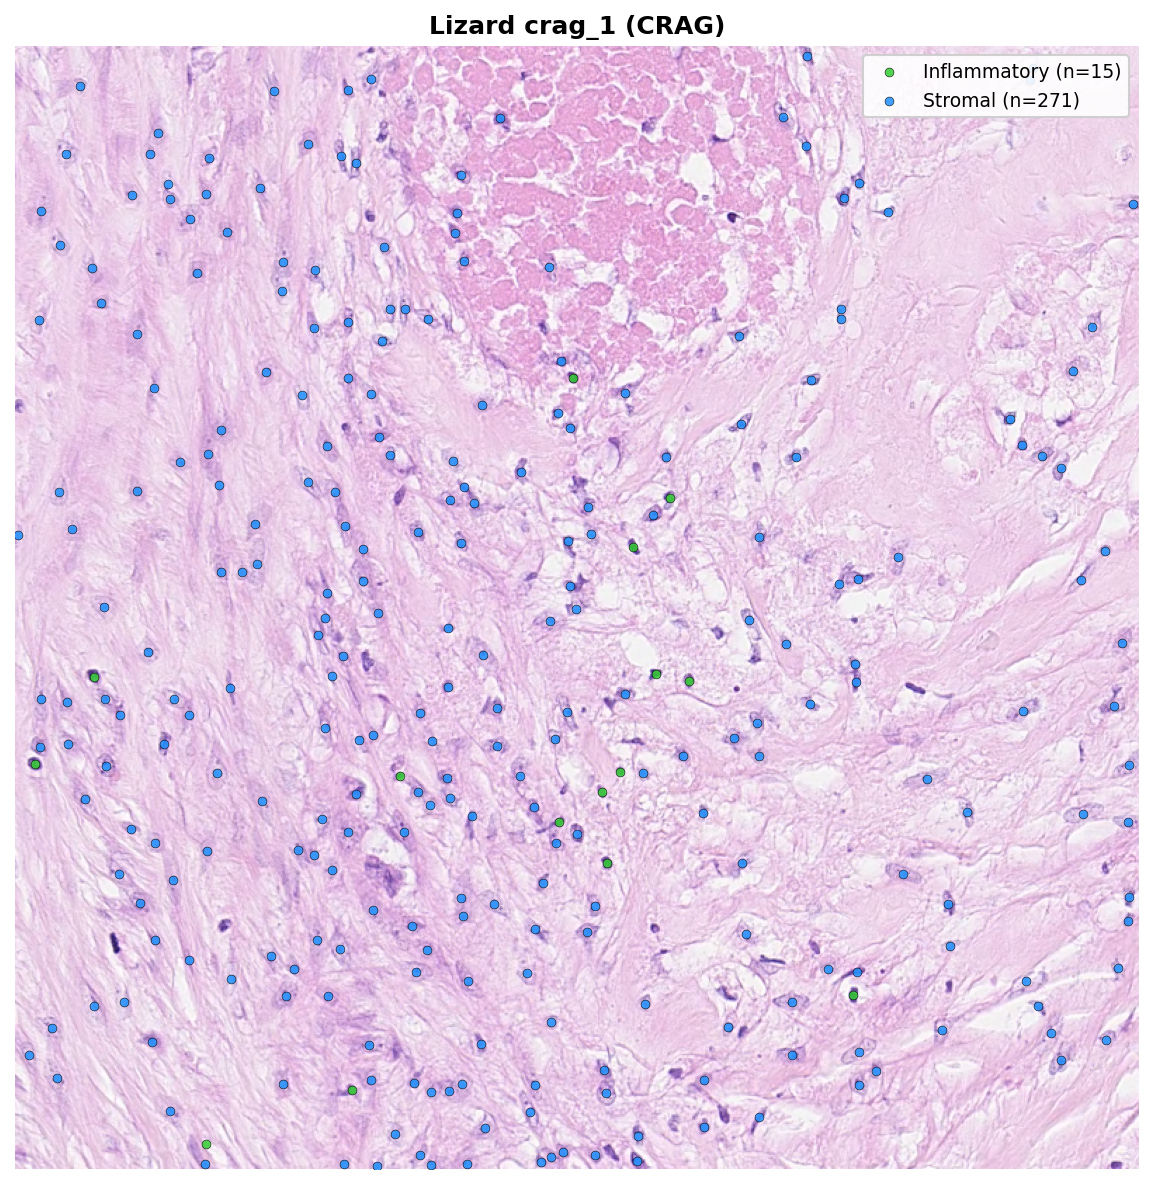 Lizard crag_1 (CRAG)
Inflammatory (n=15)
Stromal (n=271)